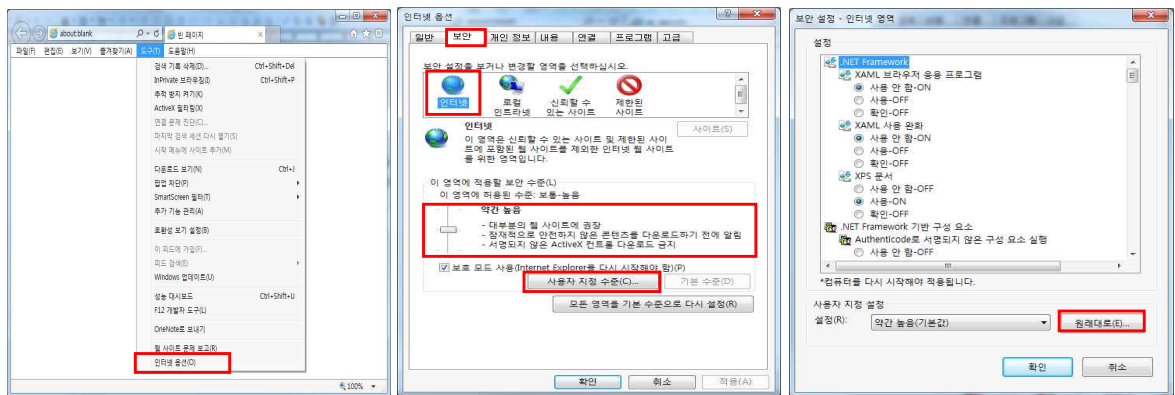 about:blank
빈 페이지
파일(F) 편집(E) 보기(V) 즐겨찾기(A) 도구(T) 도움말(H)
검색 기록 삭제(D)... Ctrl+Shift+Del
InPrivate 브라우징(I) Ctrl+Shift+P
추적 방지 켜기(K)
ActiveX 필터링(X)
연결 문제 진단(C)...
마지막 검색 세션 다시 열기(S)
시작 메뉴에 사이트 추가(M)
다운로드 보기(N) Ctrl+J
팝업 차단(P)
SmartScreen 필터(T)
추가 기능 관리(A)
호환성 보기 설정(B)
이 피드에 가입(F)...
피드 검색(E)
Windows 업데이트(U)
성능 대시보드 Ctrl+Shift+U
F12 개발자 도구(L)
OneNote로 보내기
웹 사이트 문제 보고(R)
인터넷 옵션(O)
100%
인터넷 옵션
일반 보안 개인 정보 내용 연결 프로그램 고급
보안 설정을 보거나 변경할 영역을 선택하십시오.
인터넷 로컬 인트라넷 신뢰할 수 있는 사이트 제한된 사이트
인터넷
사이트(S)
이 영역은 신뢰할 수 있는 사이트 및 제한된 사이
트에 포함된 웹 사이트를 제외한 인터넷 웹 사이트
를 위한 영역입니다.
이 영역에 적용할 보안 수준(L)
이 영역에 허용된 수준: 보통-높음
약간 높음
- 대부분의 웹 사이트에 권장
- 잠재적으로 안전하지 않은 콘텐츠를 다운로드하기 전에 알림
- 서명되지 않은 ActiveX 컨트롤 다운로드 금지
보호 모드 사용(Internet Explorer를 다시 시작해야 함)(P)
사용자 지정 수준(C)... 기본 수준(D)
모든 영역을 기본 수준으로 다시 설정(R)
확인 취소 적용(A)
보안 설정 - 인터넷 영역
설정
.NET Framework
XAML 브라우저 응용 프로그램
사용 안 함-ON
사용-OFF
확인-OFF
XAML 사용 완화
사용 안 함-ON
사용-OFF
확인-OFF
XPS 문서
사용 안 함-OFF
사용-ON
확인-OFF
.NET Framework 기반 구성 요소
Authenticode로 서명되지 않은 구성 요소 실행
사용 안 함-OFF
*컴퓨터를 다시 시작해야 적용됩니다.
사용자 지정 설정
설정(R): 약간 높음(기본값) 원래대로(E)...
확인 취소